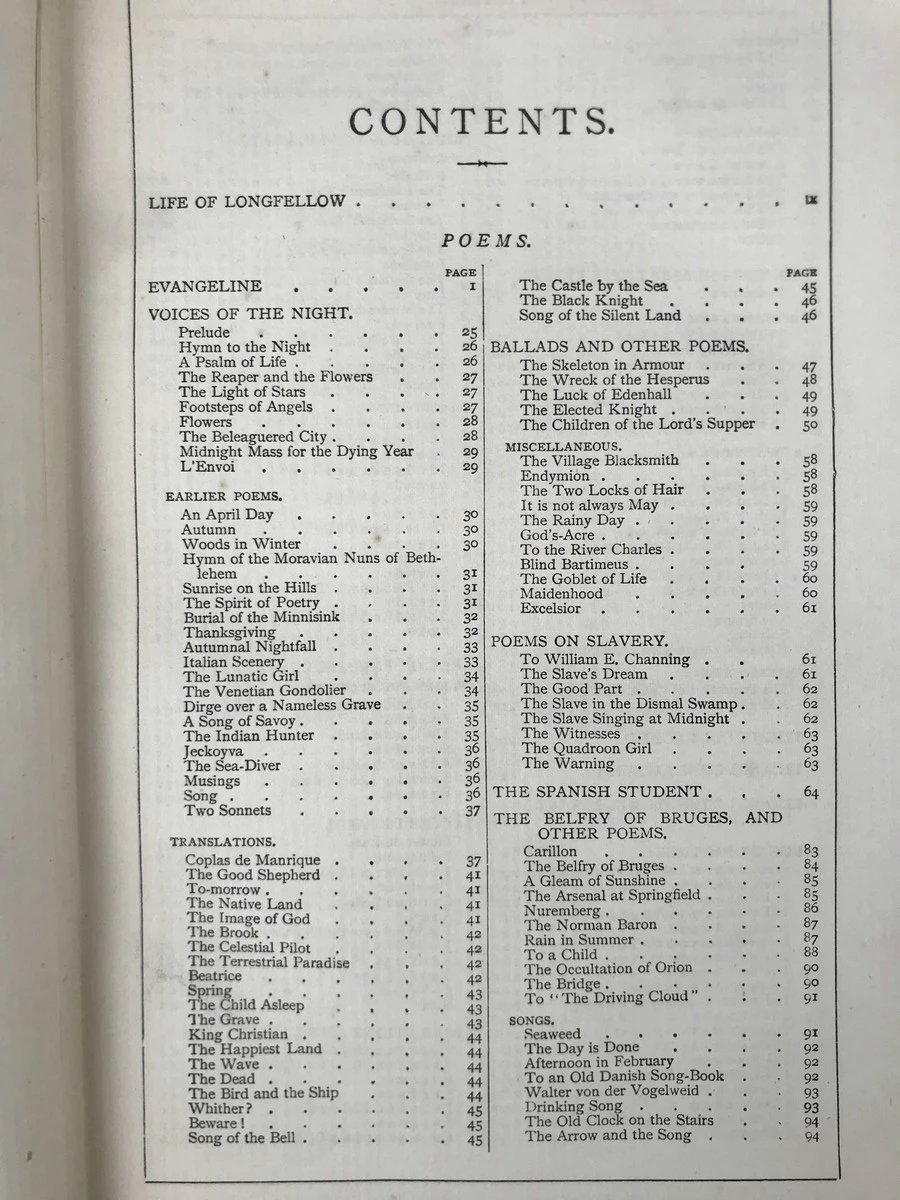 CONTENTS.
LIFE OF LONGFELLOW . . . . . . . . . . . . . ix
POEMS.
PAGE
EVANGELINE . . . . . 1
VOICES OF THE NIGHT.
Prelude . . . . . . 25
Hymn to the Night . . . . 26
A Psalm of Life . . . . . 26
The Reaper and the Flowers . . 27
The Light of Stars . . . . 27
Footsteps of Angels . . . . 27
Flowers . . . . . . 28
The Beleaguered City . . . . 28
Midnight Mass for the Dying Year . 29
L'Envoi . . . . . . 29
EARLIER POEMS.
An April Day . . . . . 30
Autumn . . . . . . 30
Woods in Winter . . . . 30
Hymn of the Moravian Nuns of Beth-
lehem . . . . . . 31
Sunrise on the Hills . . . . 31
The Spirit of Poetry . . . . 31
Burial of the Minnisink . . . 32
Thanksgiving . . . . . 32
Autumnal Nightfall . . . . 33
Italian Scenery . . . . . 33
The Lunatic Girl . . . . 34
The Venetian Gondolier . . . 34
Dirge over a Nameless Grave . . 35
A Song of Savoy . . . . . 35
The Indian Hunter . . . . 35
Jeckoyva . . . . . . 36
The Sea-Diver . . . . . 36
Musings . . . . . . 36
Song . . . . . . . 36
Two Sonnets . . . . . 37
TRANSLATIONS.
Coplas de Manrique . . . . 37
The Good Shepherd . . . . 41
To-morrow . . . . . . 41
The Native Land . . . . 41
The Image of God . . . . 41
The Brook . . . . . . 42
The Celestial Pilot . . . . 42
The Terrestrial Paradise . . . 42
Beatrice . . . . . . 42
Spring . . . . . . 43
The Child Asleep . . . . 43
The Grave . . . . . . 43
King Christian . . . . . 44
The Happiest Land . . . . 44
The Wave . . . . . . 44
The Dead . . . . . . 44
The Bird and the Ship . . . 44
Whither? . . . . . . 45
Beware! . . . . . . 45
Song of the Bell . . . . . 45
PAGE
The Castle by the Sea . . . 45
The Black Knight . . . . 46
Song of the Silent Land . . . 46
BALLADS AND OTHER POEMS.
The Skeleton in Armour . . . 47
The Wreck of the Hesperus . . 48
The Luck of Edenhall . . . 49
The Elected Knight . . . . 49
The Children of the Lord's Supper . 50
MISCELLANEOUS.
The Village Blacksmith . . . 58
Endymion . . . . . . 58
The Two Locks of Hair . . . 58
It is not always May . . . . 59
The Rainy Day . . . . . 59
God's-Acre . . . . . . 59
To the River Charles . . . . 59
Blind Bartimeus . . . . 59
The Goblet of Life . . . . 60
Maidenhood . . . . . 60
Excelsior . . . . . . 61
POEMS ON SLAVERY.
To William E. Channing . . 61
The Slave's Dream . . . . 61
The Good Part . . . . . 62
The Slave in the Dismal Swamp . . 62
The Slave Singing at Midnight . . 62
The Witnesses . . . . . 63
The Quadroon Girl . . . . 63
The Warning . . . . . 63
THE SPANISH STUDENT . . . 64
THE BELFRY OF BRUGES, AND
OTHER POEMS.
Carillon . . . . . . 83
The Belfry of Bruges . . . . 84
A Gleam of Sunshine . . . . 85
The Arsenal at Springfield . . . 85
Nuremberg . . . . . . 86
The Norman Baron . . . . 87
Rain in Summer . . . . . 87
To a Child . . . . . . 88
The Occultation of Orion . . . 90
The Bridge . . . . . . 90
To "The Driving Cloud" . . . 91
SONGS.
Seaweed . . . . . . 91
The Day is Done . . . . 92
Afternoon in February . . . 92
To an Old Danish Song-Book . . 92
Walter von der Vogelweid . . . 93
Drinking Song . . . . . 93
The Old Clock on the Stairs . . 94
The Arrow and the Song . . . 94